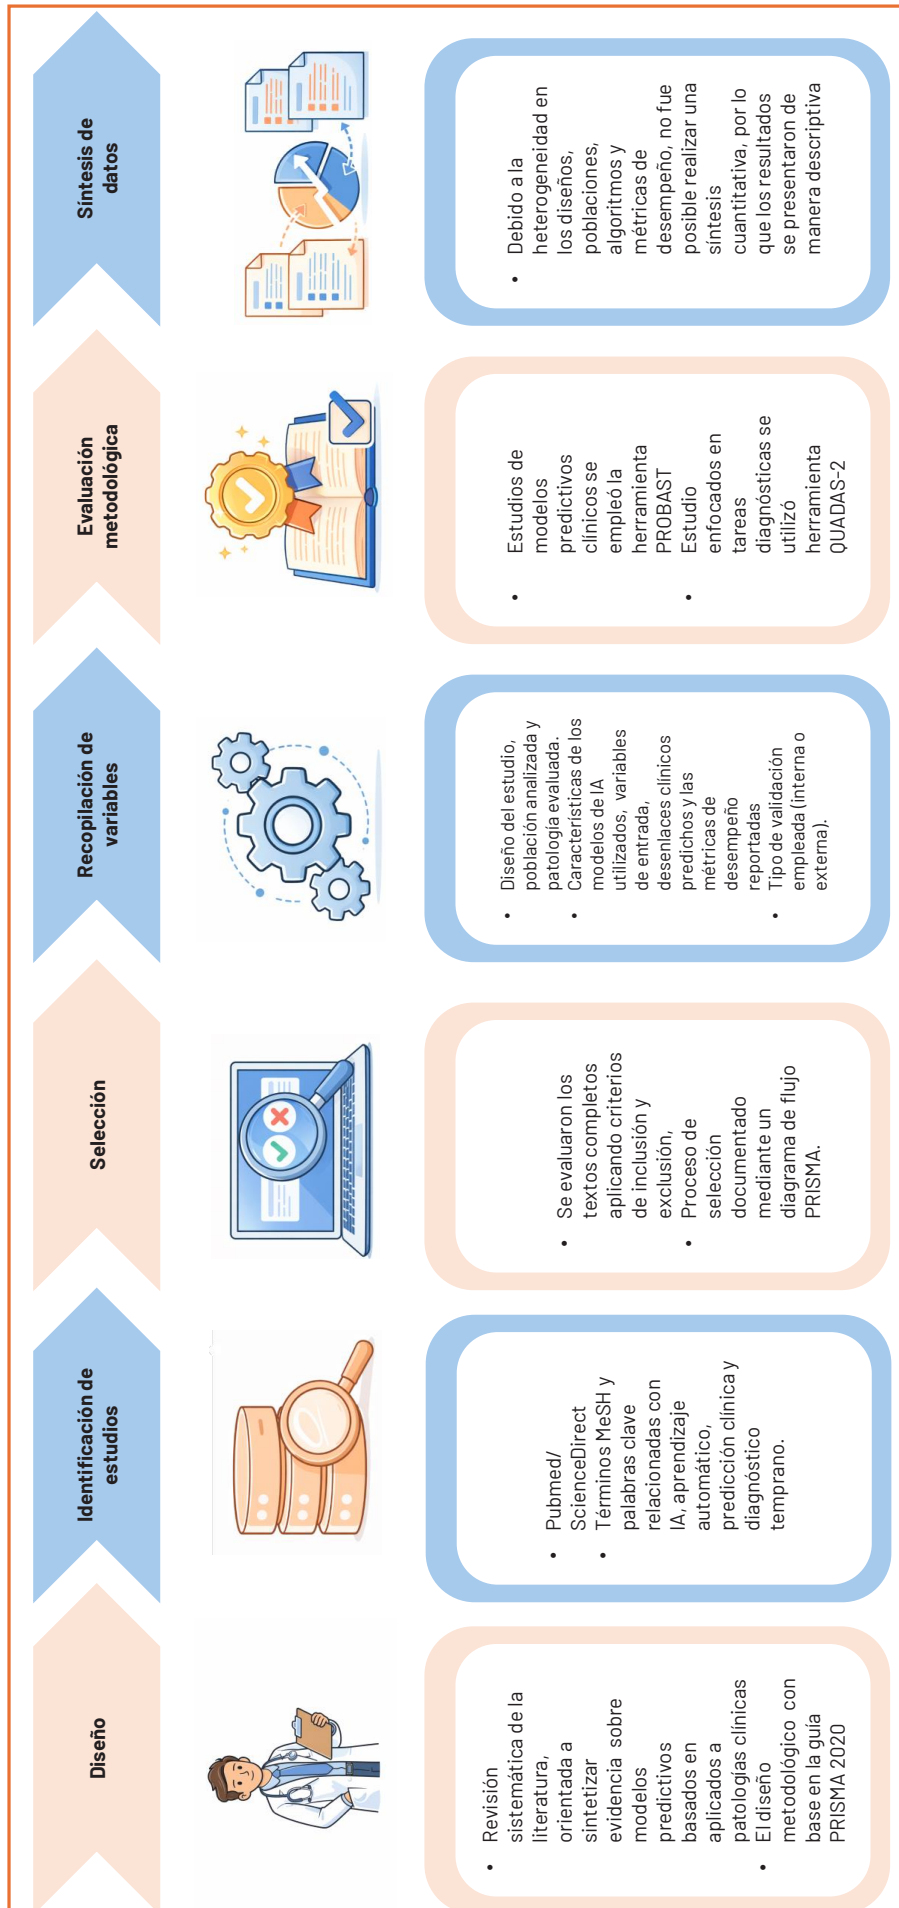 Diseño
• Revisión
sistemática de la
literatura,
orientada a
sintetizar
evidencia sobre
modelos
predictivos
basados en
aplicados a
patologías clínicas
• El diseño
metodológico con
base en la guía
PRISMA 2020
Identificación de
estudios
• Pubmed/
ScienceDirect
• Términos MeSH y
palabras clave
relacionadas con
IA, aprendizaje
automático,
predicción clínica y
diagnóstico
temprano.
Selección
• Se evaluaron los
textos completos
aplicando criterios
de inclusión y
exclusión,
• Proceso de
selección
documentado
mediante un
diagrama de flujo
PRISMA.
Recopilación de
variables
• Diseño del estudio,
población analizada y
patología evaluada.
• Características de los
modelos de IA
utilizados, variables
de entrada,
desenlaces clínicos
predichos y las
métricas de
desempeño
reportadas
• Tipo de validación
empleada (interna o
externa).
Evaluación
metodológica
• Estudios de
modelos
predictivos
clínicos se
empleó la
herramienta
PROBAST
• Estudio
enfocados en
tareas
diagnósticas se
utilizó
herramienta
QUADAS-2
Síntesis de
datos
• Debido a la
heterogeneidad en
los diseños,
poblaciones,
algoritmos y
métricas de
desempeño, no fue
posible realizar una
síntesis
cuantitativa, por lo
que los resultados
se presentaron de
manera descriptiva